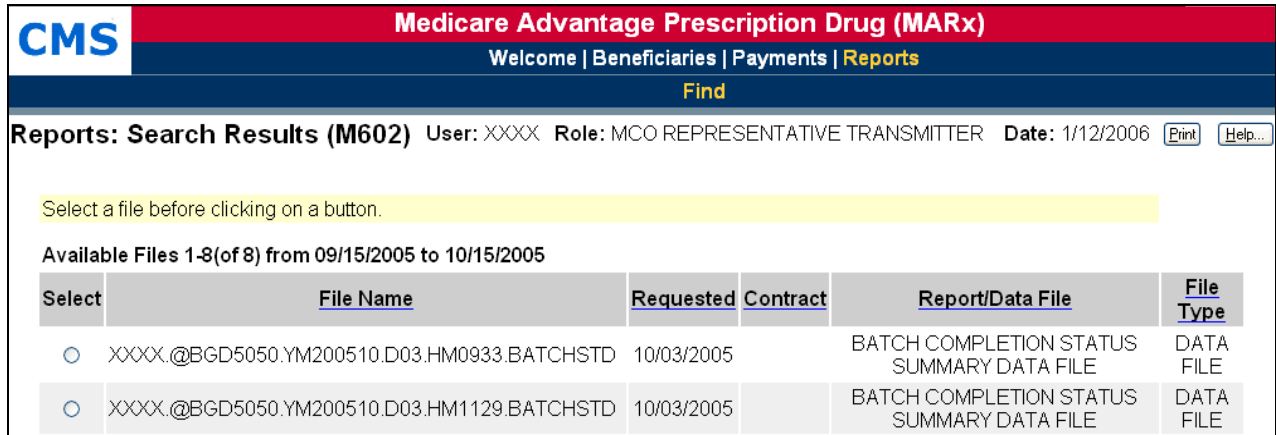 CMS
Medicare Advantage Prescription Drug (MARx)
Welcome | Beneficiaries | Payments | Reports
Find
Reports: Search Results (M602) User: XXXX Role: MCO REPRESENTATIVE TRANSMITTER Date: 1/12/2006 Print Help...
Select a file before clicking on a button.
Available Files 1-8(of 8) from 09/15/2005 to 10/15/2005
Select File Name Requested Contract Report/Data File File Type
XXXX.@BGD5050.YM200510.D03.HM0933.BATCHSTD 10/03/2005 BATCH COMPLETION STATUS DATA
SUMMARY DATA FILE FILE
XXXX.@BGD5050.YM200510.D03.HM1129.BATCHSTD 10/03/2005 BATCH COMPLETION STATUS DATA
SUMMARY DATA FILE FILE